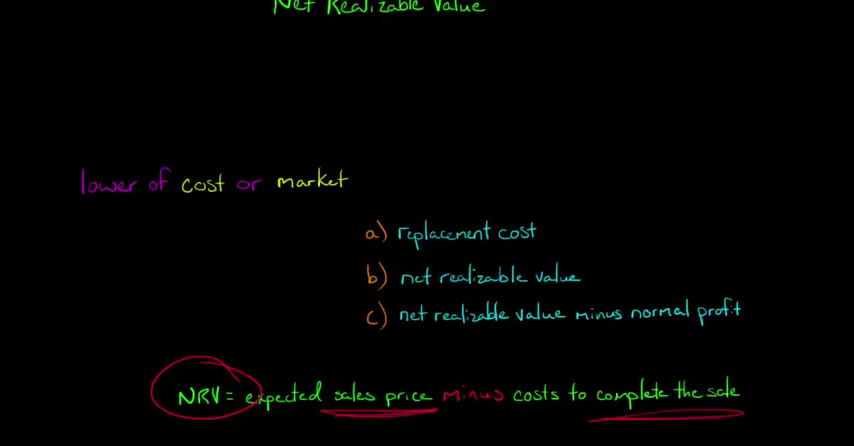 Net Realizable Value
lower of cost or market
a) replacement cost
b) net realizable value
c) net realizable value minus normal profit
NRV = expected sales price minus costs to complete the sale